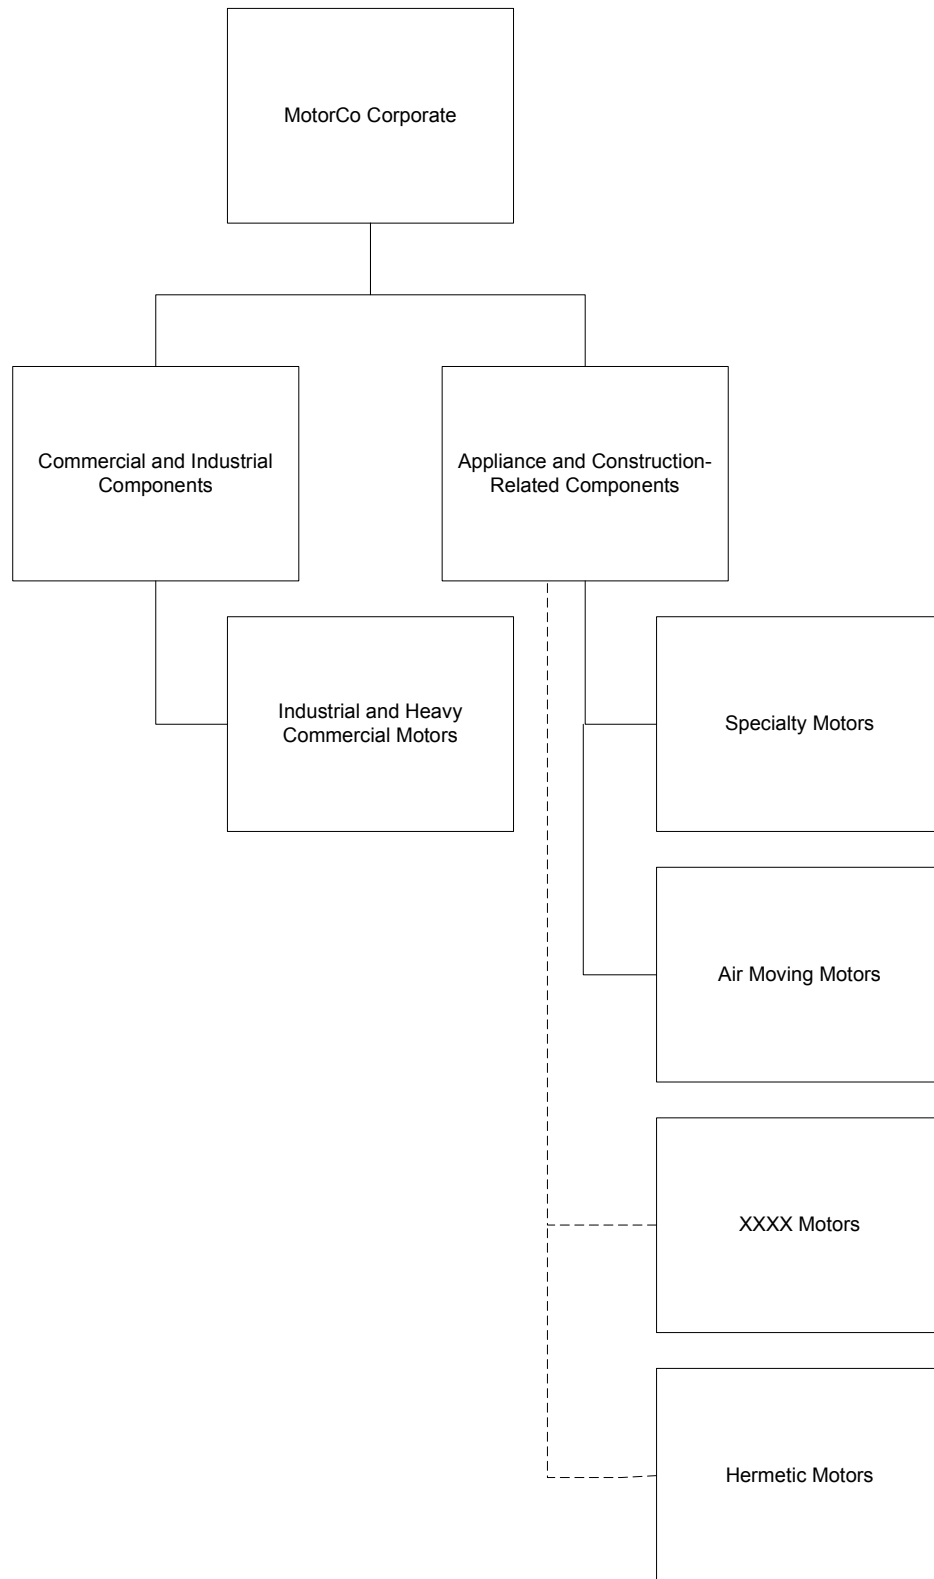 MotorCo Corporate
Commercial and Industrial
Components
Appliance and Construction-
Related Components
Industrial and Heavy
Commercial Motors
Specialty Motors
Air Moving Motors
XXXX Motors
Hermetic Motors